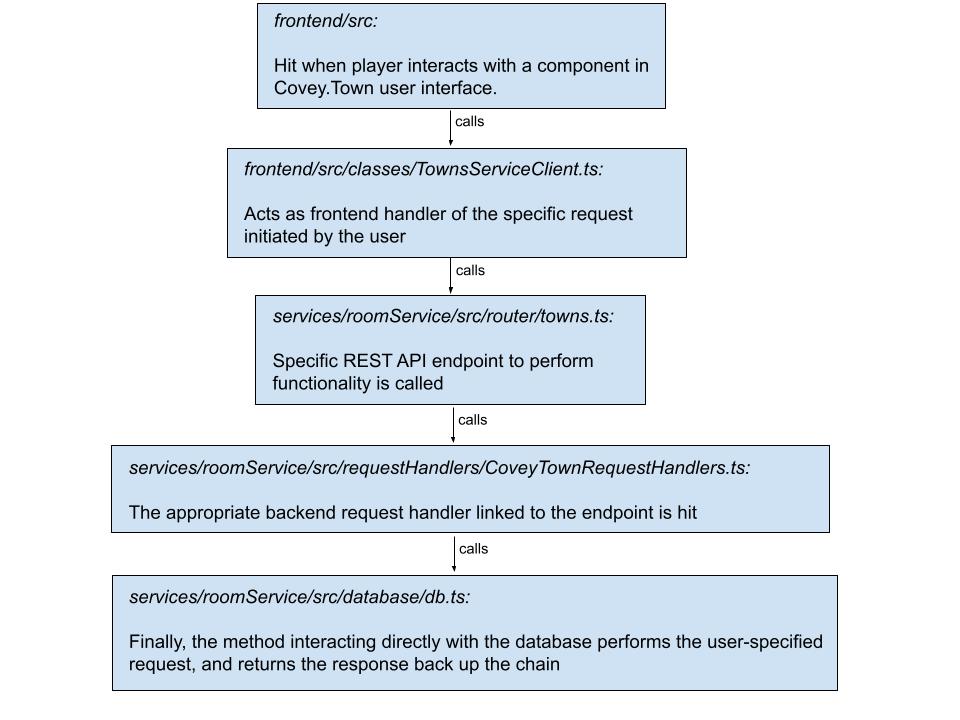 frontend/src:
Hit when player interacts with a component in
Covey.Town user interface.
calls
frontend/src/classes/TownsServiceClient.ts:
Acts as frontend handler of the specific request
initiated by the user
calls
services/roomService/src/router/towns.ts:
Specific REST API endpoint to perform
functionality is called
calls
services/roomService/src/requestHandlers/CoveyTownRequestHandlers.ts:
The appropriate backend request handler linked to the endpoint is hit
calls
services/roomService/src/database/db.ts:
Finally, the method interacting directly with the database performs the user-specified
request, and returns the response back up the chain